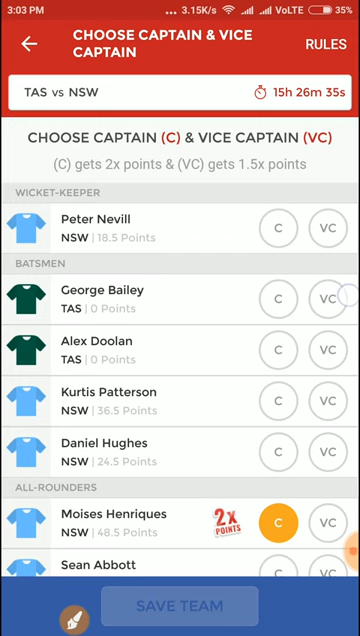 3:03 PM ... 3.15K/s VoLTE 35%
CHOOSE CAPTAIN & VICE
CAPTAIN
RULES
TAS vs NSW 15h 26m 35s
CHOOSE CAPTAIN (C) & VICE CAPTAIN (VC)
(C) gets 2x points & (VC) gets 1.5x points
WICKET-KEEPER
Peter Nevill
NSW | 18.5 Points
C VC
BATSMEN
George Bailey
TAS | 0 Points
C VC
Alex Doolan
TAS | 0 Points
C VC
Kurtis Patterson
NSW | 36.5 Points
C VC
Daniel Hughes
NSW | 24.5 Points
C VC
ALL-ROUNDERS
Moises Henriques
NSW | 48.5 Points
2x
POINTS
C VC
Sean Abbott
C VC
SAVE TEAM